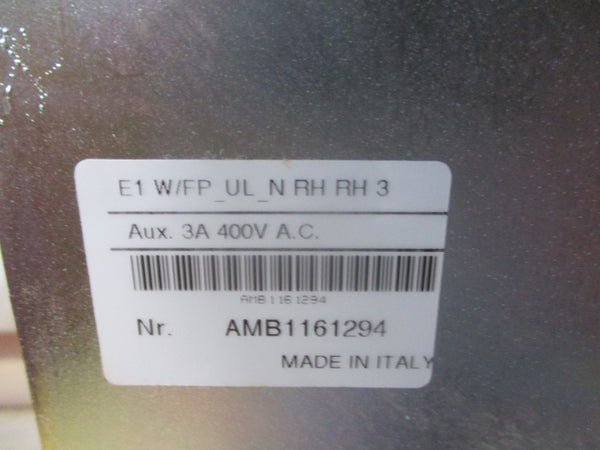 E1 W/FP_UL_N RH RH 3
Aux. 3A 400V A.C.
AMB1161294
Nr. AMB1161294
MADE IN ITALY